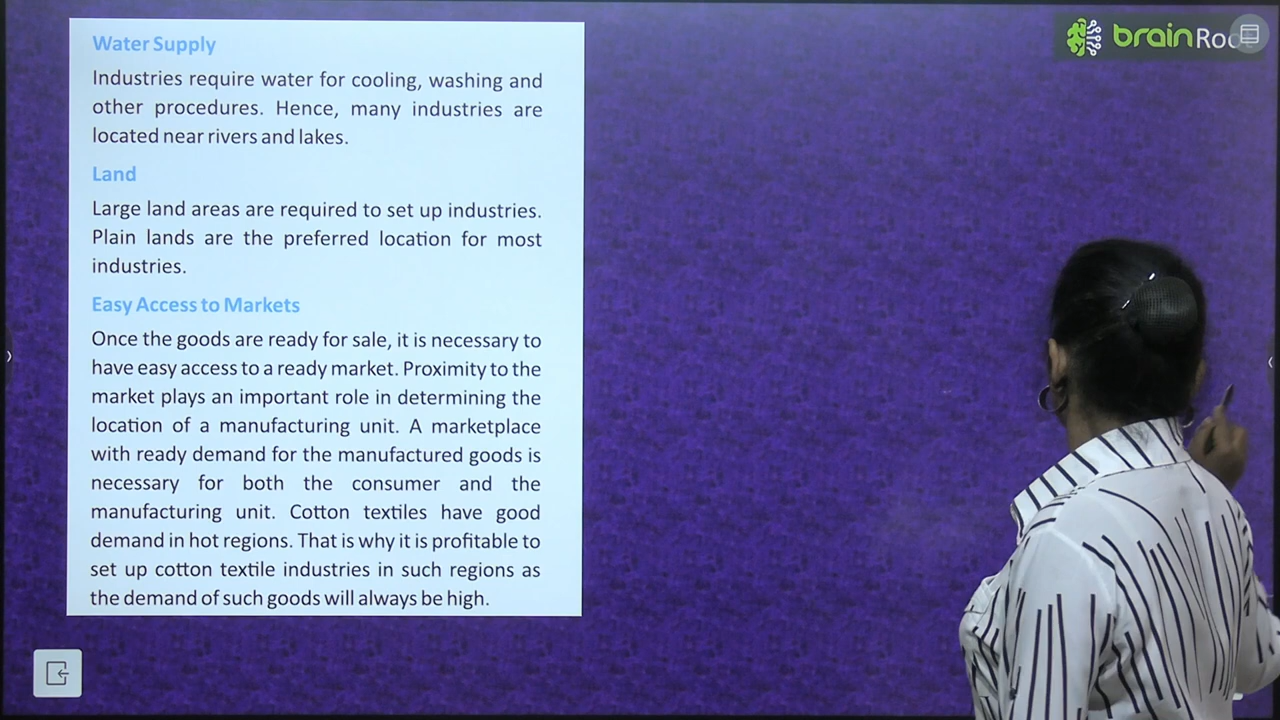 Water Supply
Industries require water for cooling, washing and
other procedures. Hence, many industries are
located near rivers and lakes.
Land
Large land areas are required to set up industries.
Plain lands are the preferred location for most
industries.
Easy Access to Markets
Once the goods are ready for sale, it is necessary to
have easy access to a ready market. Proximity to the
market plays an important role in determining the
location of a manufacturing unit. A marketplace
with ready demand for the manufactured goods is
necessary for both the consumer and the
manufacturing unit. Cotton textiles have good
demand in hot regions. That is why it is profitable to
set up cotton textile industries in such regions as
the demand of such goods will always be high.
brain